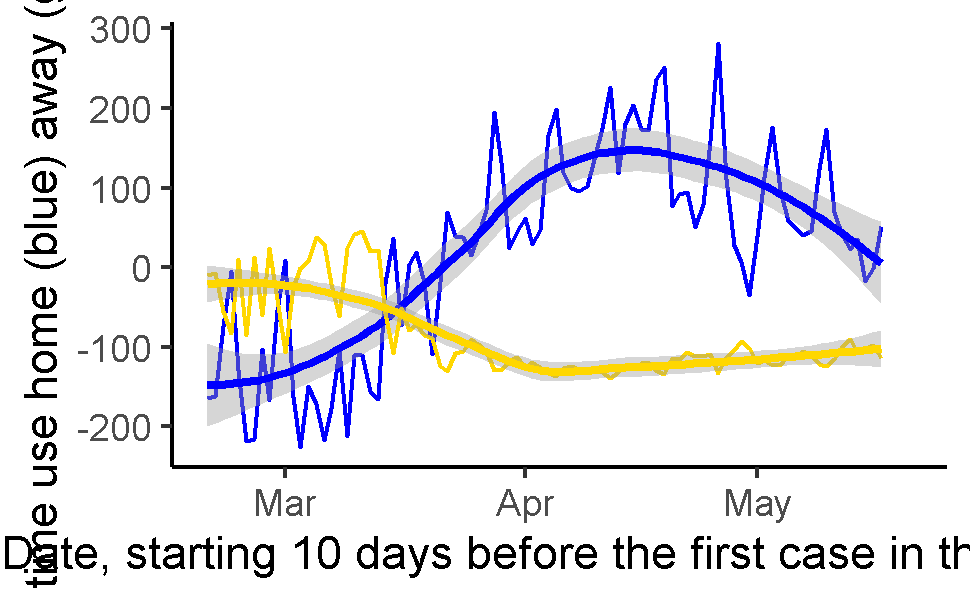 time use home (blue) away (
300
200
100
0
-100
-200
Mar Apr May
Date, starting 10 days before the first case in th